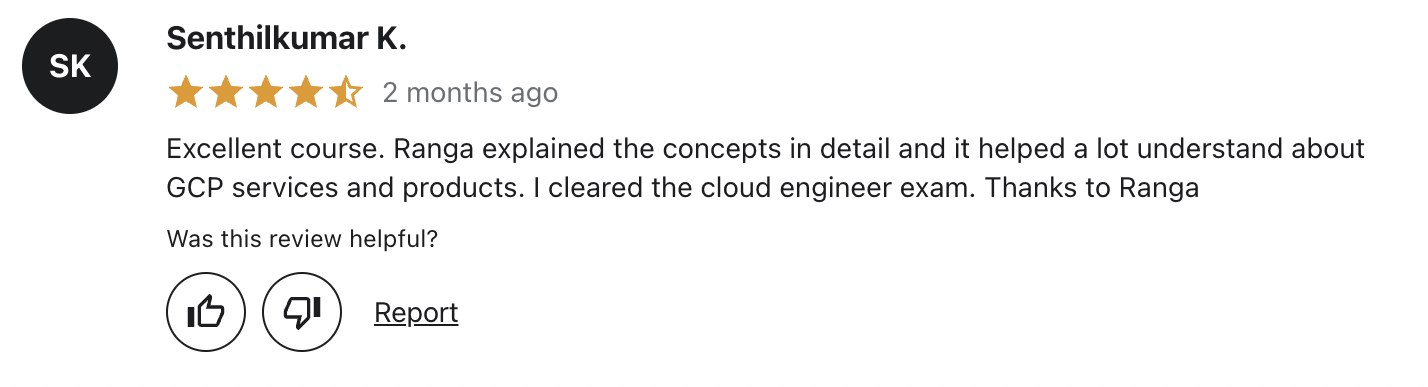 SK
Senthilkumar K.
2 months ago
Excellent course. Ranga explained the concepts in detail and it helped a lot understand about
GCP services and products. I cleared the cloud engineer exam. Thanks to Ranga
Was this review helpful?
Report